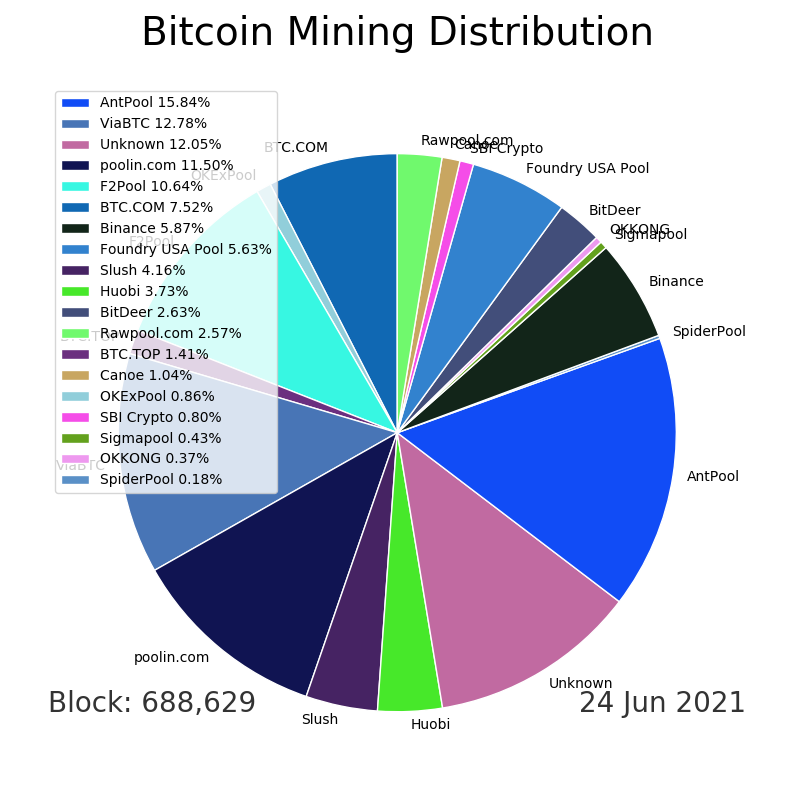 Bitcoin Mining Distribution
AntPool 15.84%
ViaBTC 12.78%
Unknown 12.05%
poolin.com 11.50%
F2Pool 10.64%
BTC.COM 7.52%
Binance 5.87%
Foundry USA Pool 5.63%
Slush 4.16%
Huobi 3.73%
BitDeer 2.63%
Rawpool.com 2.57%
BTC.TOP 1.41%
Canoe 1.04%
OKExPool 0.86%
SBI Crypto 0.80%
Sigmapool 0.43%
OKKONG 0.37%
SpiderPool 0.18%
Rawpool.com
Canoe
SBI Crypto
Foundry USA Pool
BitDeer
OKKONG
Sigmapool
Binance
SpiderPool
AntPool
Unknown
Huobi
Slush
poolin.com
ViaBTC
BTC.TOP
F2Pool
OKExPool
BTC.COM
Block: 688,629
24 Jun 2021